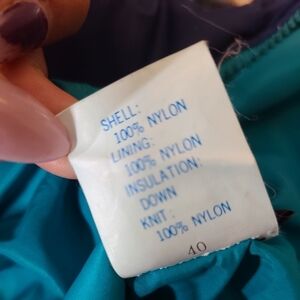 SHELL:
100% NYLON
LINING:
100% NYLON
INSULATION:
DOWN
KNIT:
100% NYLON
40